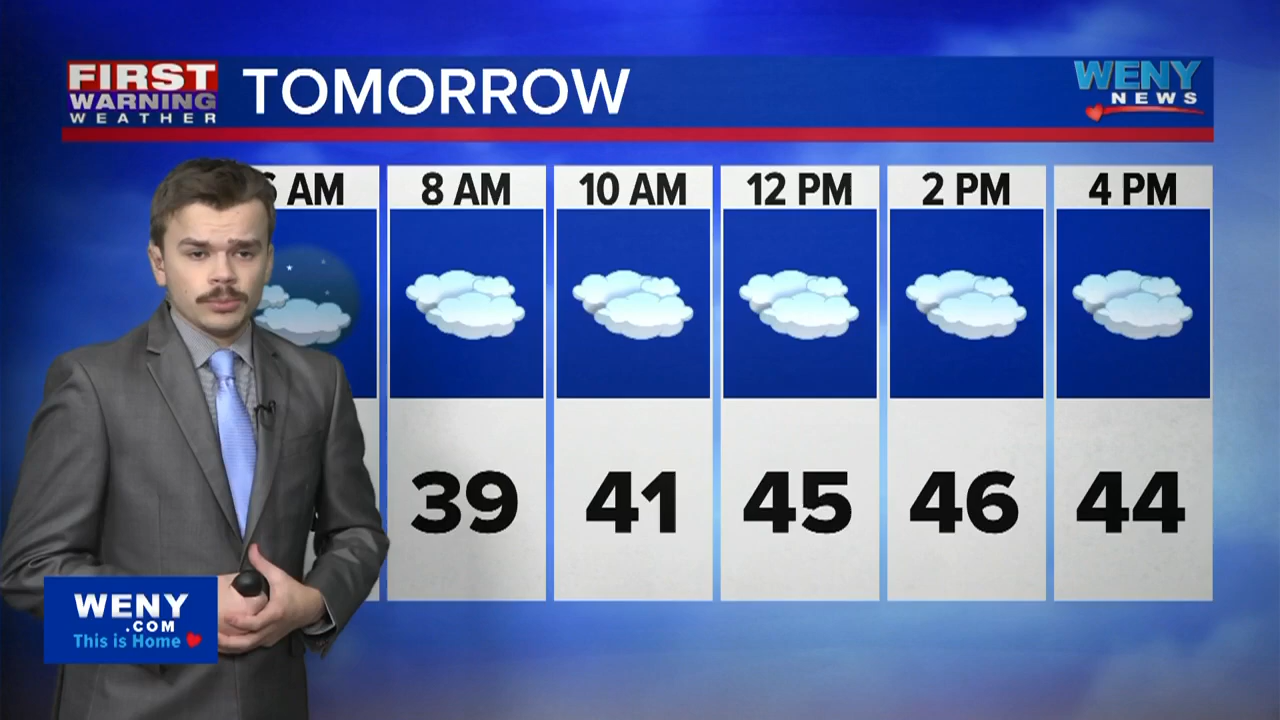 FIRST
WARNING
WEATHER
TOMORROW
WENY
NEWS
AM
8 AM
10 AM
12 PM
2 PM
4 PM
39
41
45
46
44
WENY
.COM
This is Home